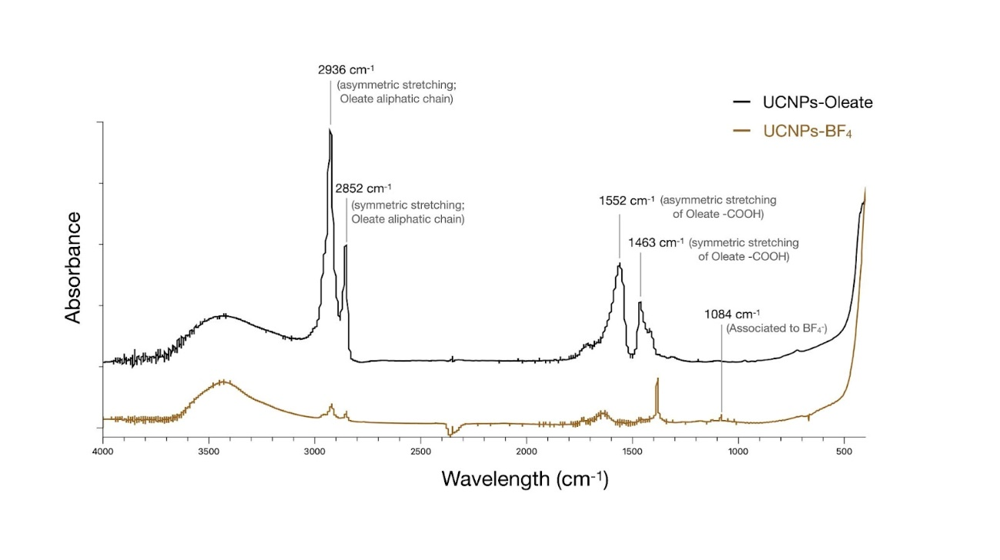 2936 cm-1
(asymmetric stretching;
Oleate aliphatic chain)
UCNPs-Oleate
UCNPs-BF4
2852 cm-1
(symmetric stretching;
Oleate aliphatic chain)
1552 cm-1 (asymmetric stretching
of Oleate -COOH)
1463 cm-1 (symmetric stretching
of Oleate -COOH)
1084 cm-1
(Associated to BF4-)
Absorbance
4000 3500 3000 2500 2000 1500 1000 500
Wavelength (cm-1)